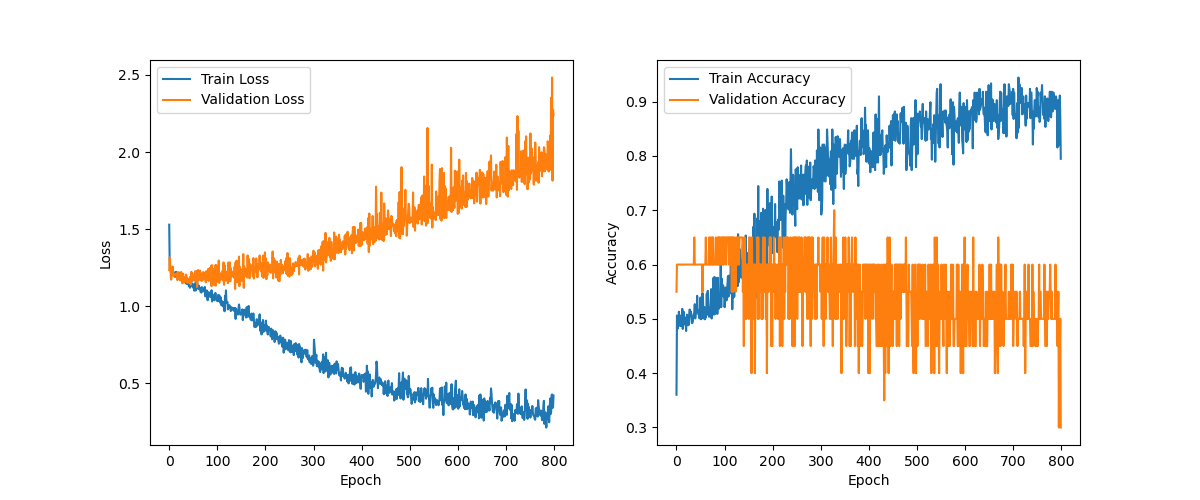 Train Loss
Validation Loss
2.5
2.0
1.5
1.0
0.5
Loss
0 100 200 300 400 500 600 700 800
Epoch
Train Accuracy
Validation Accuracy
0.9
0.8
0.7
0.6
0.5
0.4
0.3
Accuracy
0 100 200 300 400 500 600 700 800
Epoch